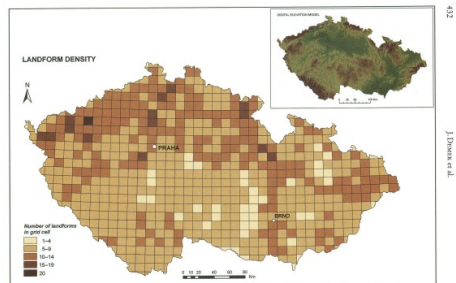 432
J. DEMEK et al.
LANDFORM DENSITY
DIGITAL ELEVATION MODEL
N
PRAHA
BRNO
Number of landforms
in grid cell
1–4
5–9
10–14
15–19
20
0 10 20 40 60 80
Km